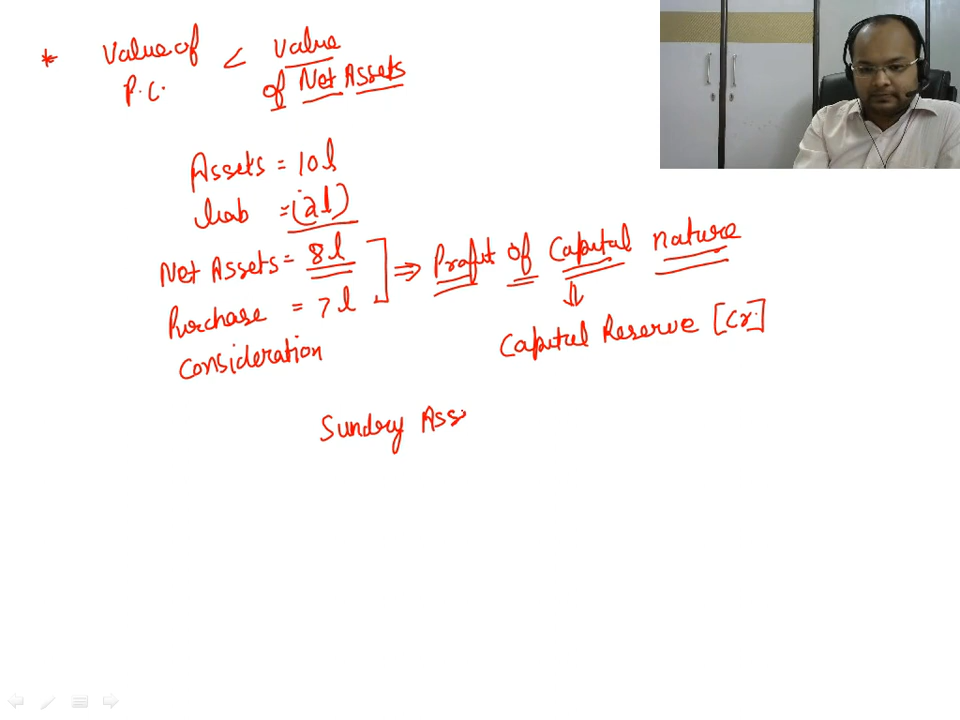 * Value of P.C. < Value of Net Assets
Assets = 10 l
Liab = (2 l)
Net Assets = 8 l
Purchase Consideration = 7 l
⇒ Profit of Capital nature
⇓
Capital Reserve [Cr.]
Sundry Ass